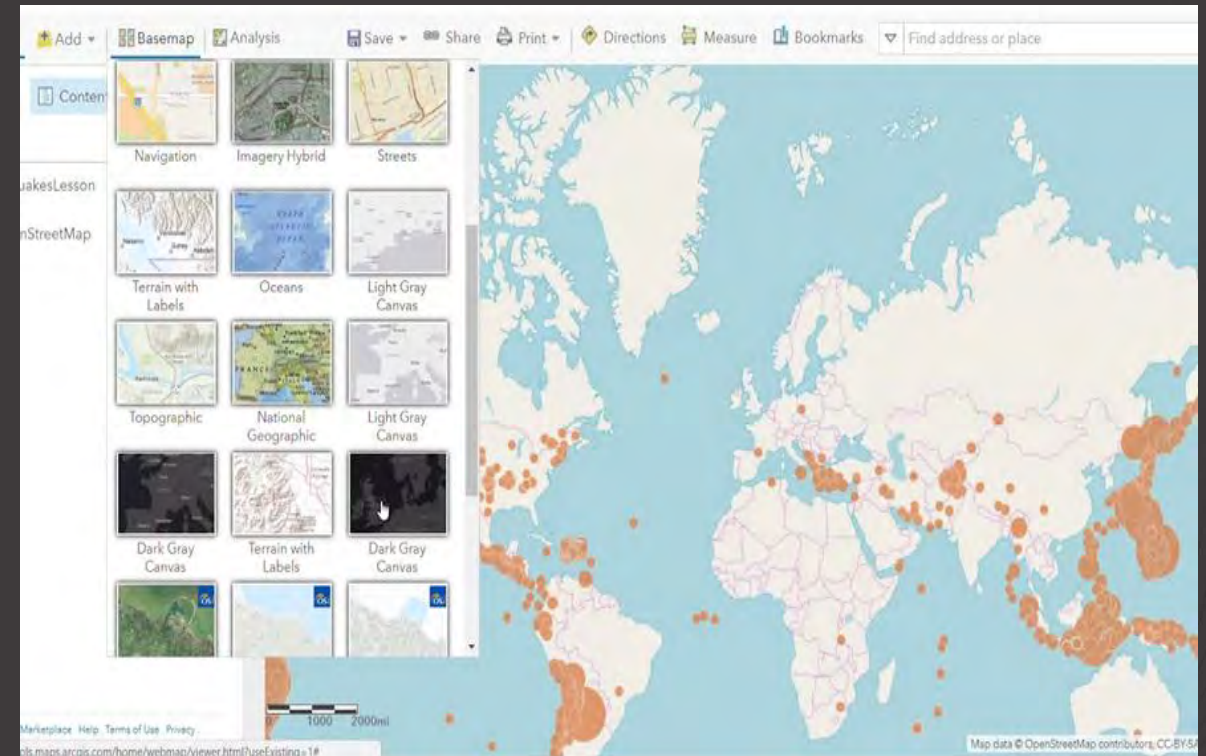 Add
Basemap
Analysis
Save
Share
Print
Directions
Measure
Bookmarks
Find address or place
Conten
uakesLesson
nStreetMap
Navigation
Imagery Hybrid
Streets
Terrain with
Labels
Oceans
Light Gray
Canvas
Topographic
National
Geographic
Light Gray
Canvas
Dark Gray
Canvas
Terrain with
Labels
Dark Gray
Canvas
0 1000 2000mi
Marketplace Help Terms of Use Privacy
ols.maps.arcgis.com/home/webmap/viewer.html?useExisting=1#
Map data © OpenStreetMap contributors, CC-BY-SA